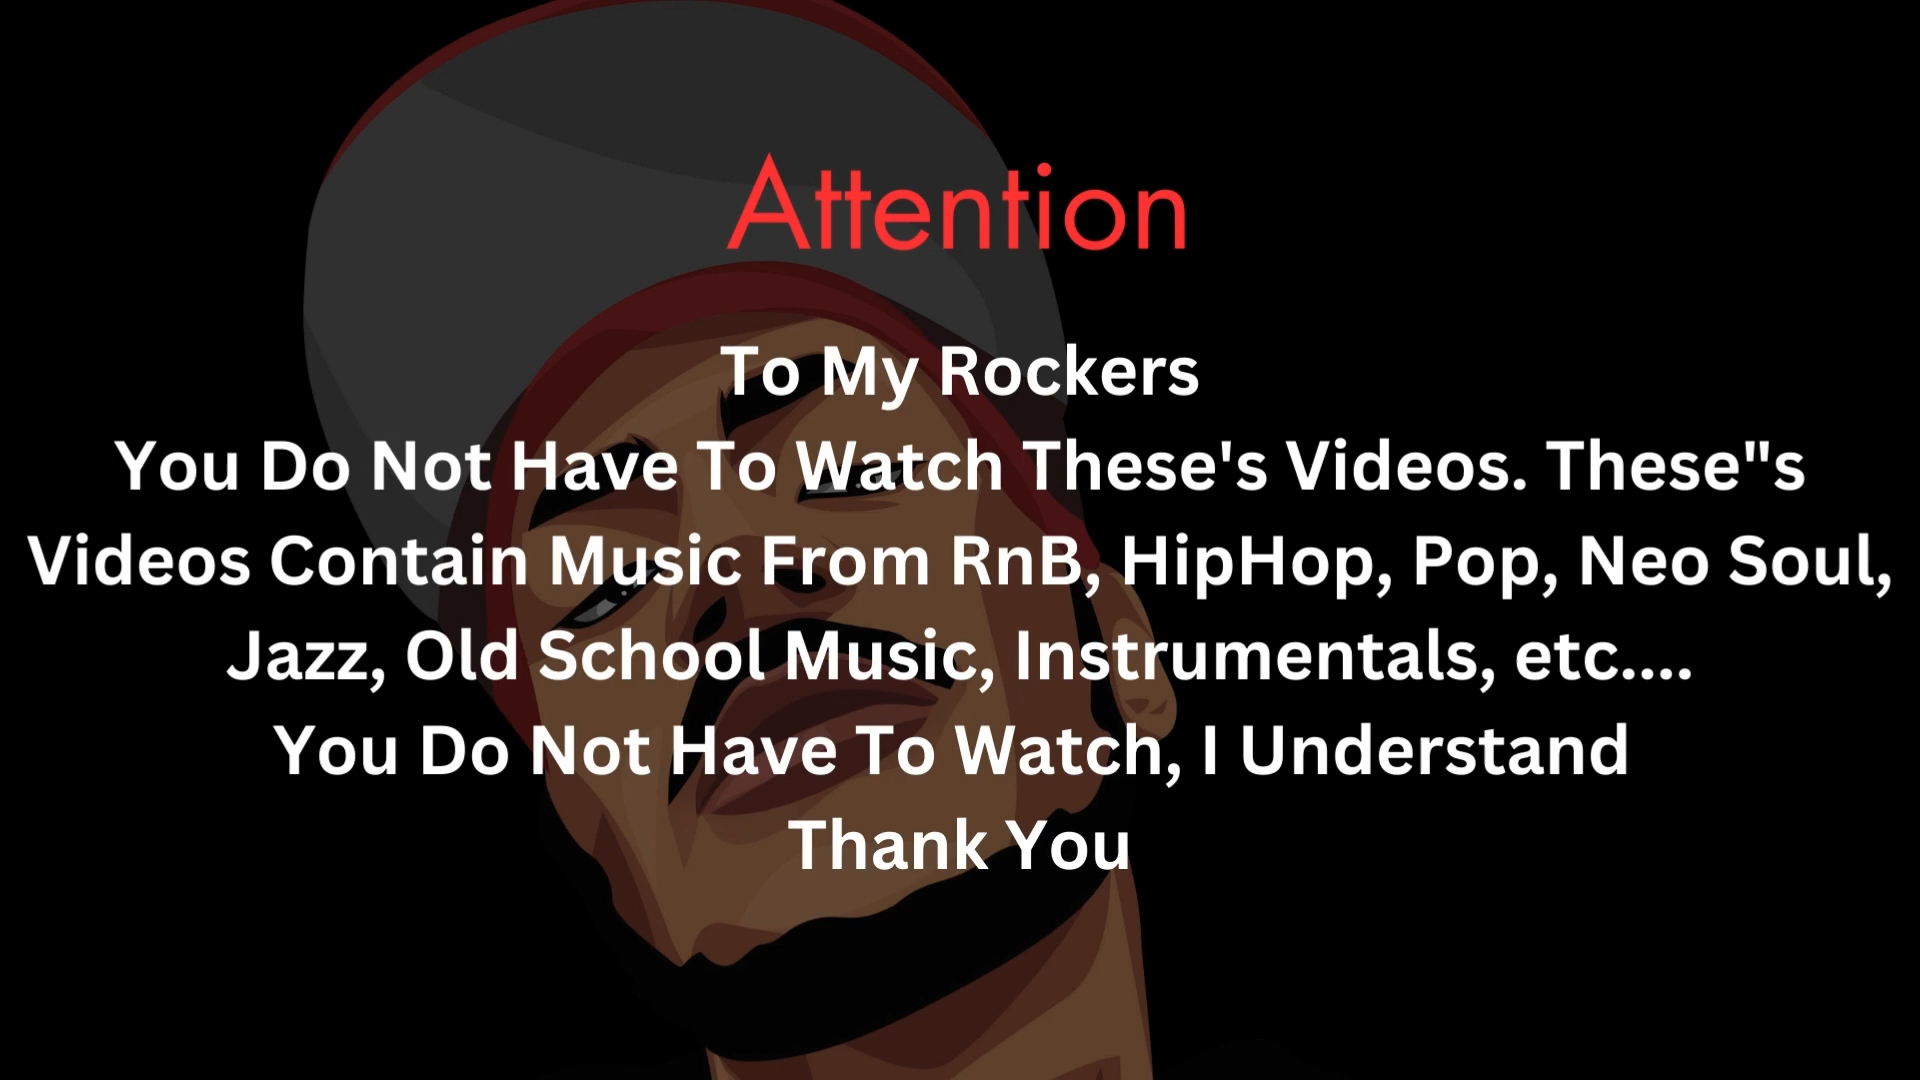 Attention
To My Rockers
You Do Not Have To Watch These's Videos. These"s
Videos Contain Music From RnB, HipHop, Pop, Neo Soul,
Jazz, Old School Music, Instrumentals, etc....
You Do Not Have To Watch, I Understand
Thank You